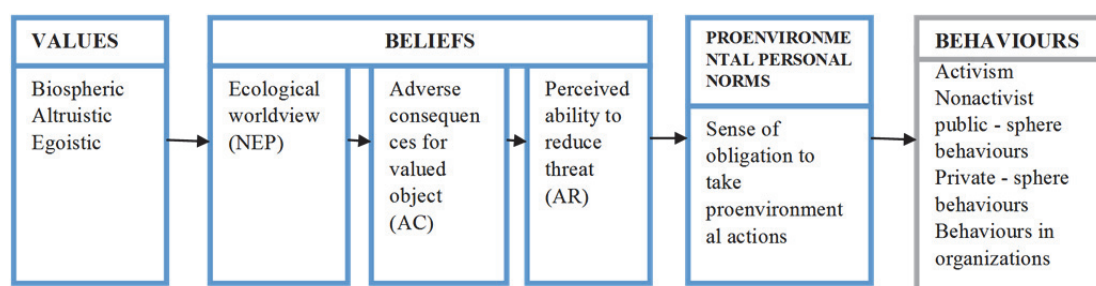 VALUES
Biospheric
Altruistic
Egoistic
BELIEFS
Ecological
worldview
(NEP)
Adverse
consequen
ces for
valued
object
(AC)
Perceived
ability to
reduce
threat
(AR)
PROENVIRONME
NTAL PERSONAL
NORMS
Sense of
obligation to
take
proenvironment
al actions
BEHAVIOURS
Activism
Nonactivist
public - sphere
behaviours
Private - sphere
behaviours
Behaviours in
organizations